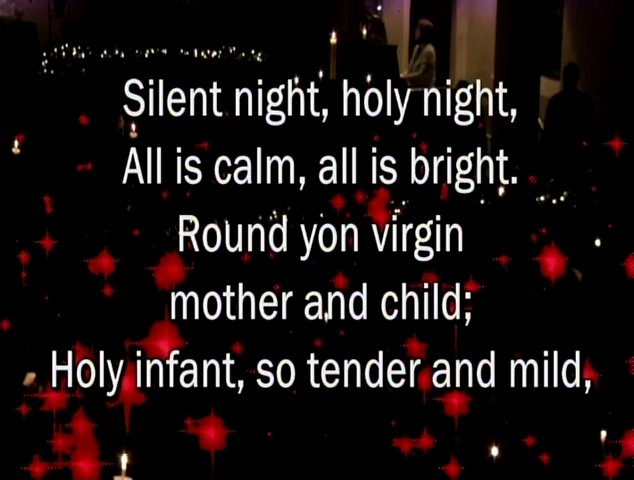 Silent night, holy night,
All is calm, all is bright.
Round yon virgin
mother and child;
Holy infant, so tender and mild,